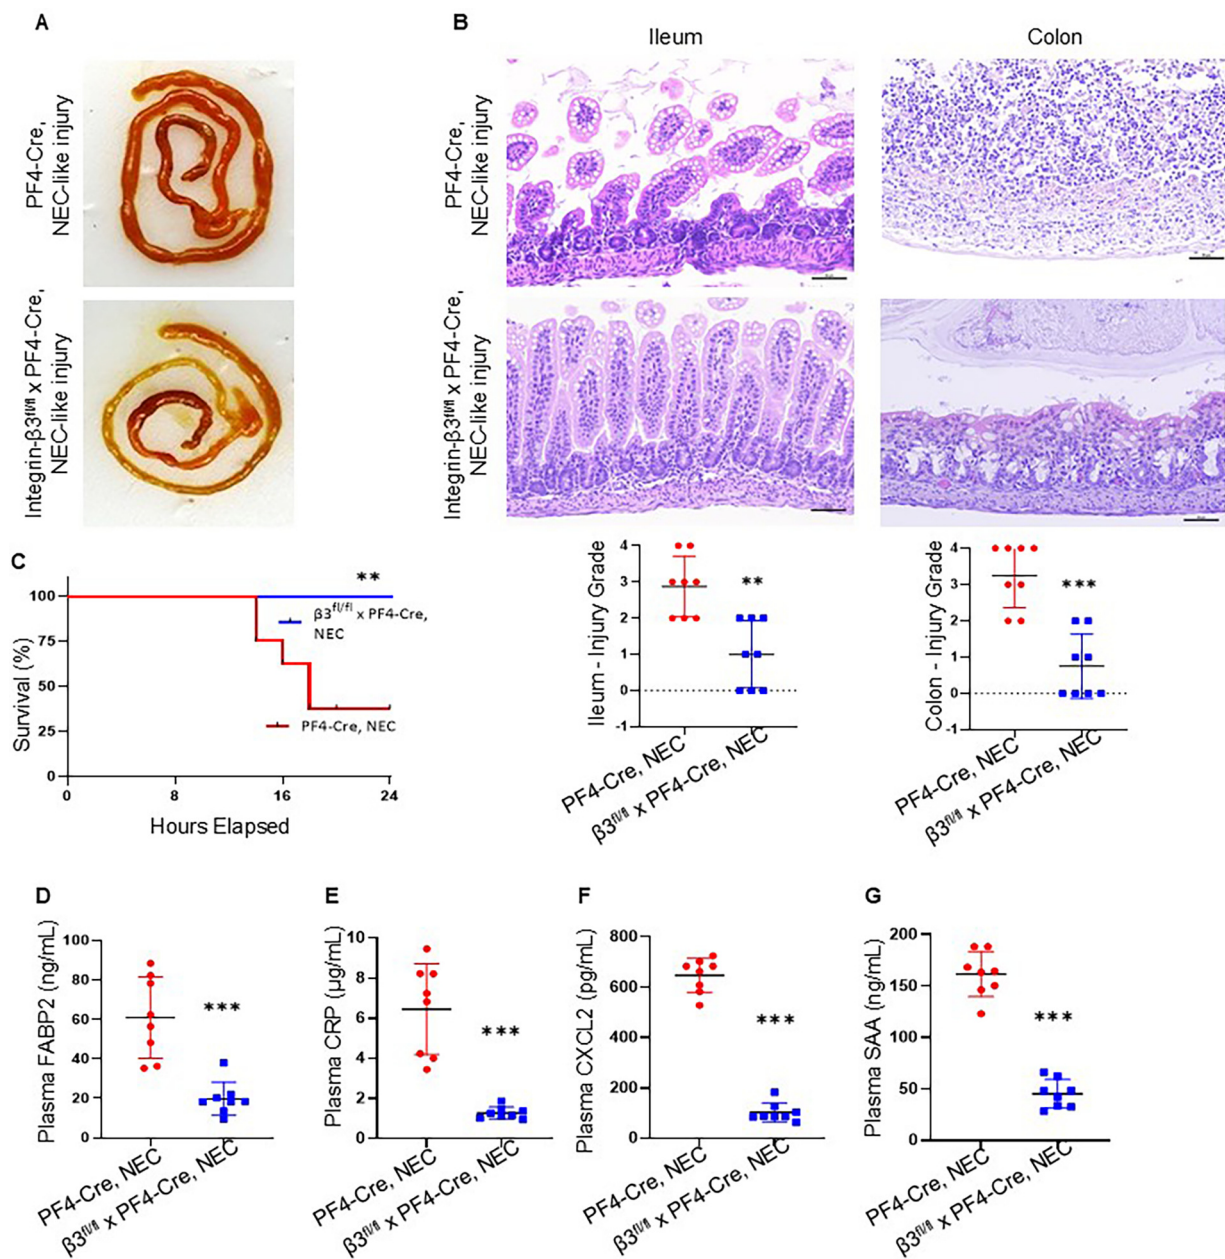 A
PF4-Cre,
NEC-like injury
Integrin-β3fl/fl x PF4-Cre,
NEC-like injury
B
Ileum
Colon
PF4-Cre,
NEC-like injury
Integrin-β3fl/fl x PF4-Cre,
NEC-like injury
C
Survival (%)
100
75
50
25
0
**
β3fl/fl x PF4-Cre,
NEC
PF4-Cre, NEC
0
8
16
24
Hours Elapsed
Ileum - Injury Grade
4
3
2
1
0
-1
**
PF4-Cre, NEC
β3fl/fl x PF4-Cre, NEC
Colon - Injury Grade
4
3
2
1
0
-1
***
PF4-Cre, NEC
β3fl/fl x PF4-Cre, NEC
D
Plasma FABP2 (ng/mL)
100
80
60
40
20
0
***
PF4-Cre, NEC
β3fl/fl x PF4-Cre, NEC
E
Plasma CRP (µg/mL)
10
8
6
4
2
0
***
PF4-Cre, NEC
β3fl/fl x PF4-Cre, NEC
F
Plasma CXCL2 (pg/mL)
800
600
400
200
0
***
PF4-Cre, NEC
β3fl/fl x PF4-Cre, NEC
G
Plasma SAA (ng/mL)
200
150
100
50
0
***
PF4-Cre, NEC
β3fl/fl x PF4-Cre, NEC